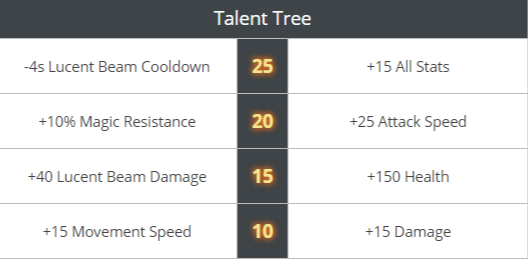 Talent Tree
-4s Lucent Beam Cooldown 25 +15 All Stats
+10% Magic Resistance 20 +25 Attack Speed
+40 Lucent Beam Damage 15 +150 Health
+15 Movement Speed 10 +15 Damage